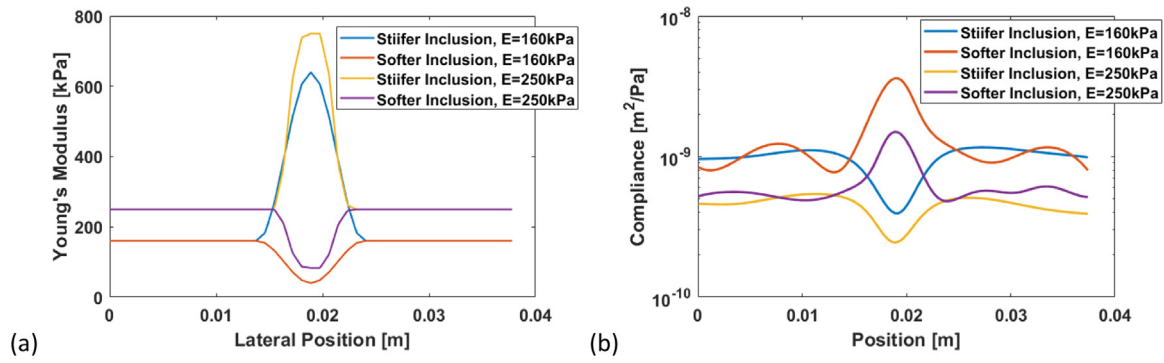 800
600
400
200
0
Young's Modulus [kPa]
Stiifer Inclusion, E=160kPa
Softer Inclusion, E=160kPa
Stiifer Inclusion, E=250kPa
Softer Inclusion, E=250kPa
0 0.01 0.02 0.03 0.04
Lateral Position [m]
(a)
10⁻⁸
10⁻⁹
10⁻¹⁰
Compliance [m²/Pa]
Stiifer Inclusion, E=160kPa
Softer Inclusion, E=160kPa
Stiifer Inclusion, E=250kPa
Softer Inclusion, E=250kPa
0 0.01 0.02 0.03 0.04
Position [m]
(b)